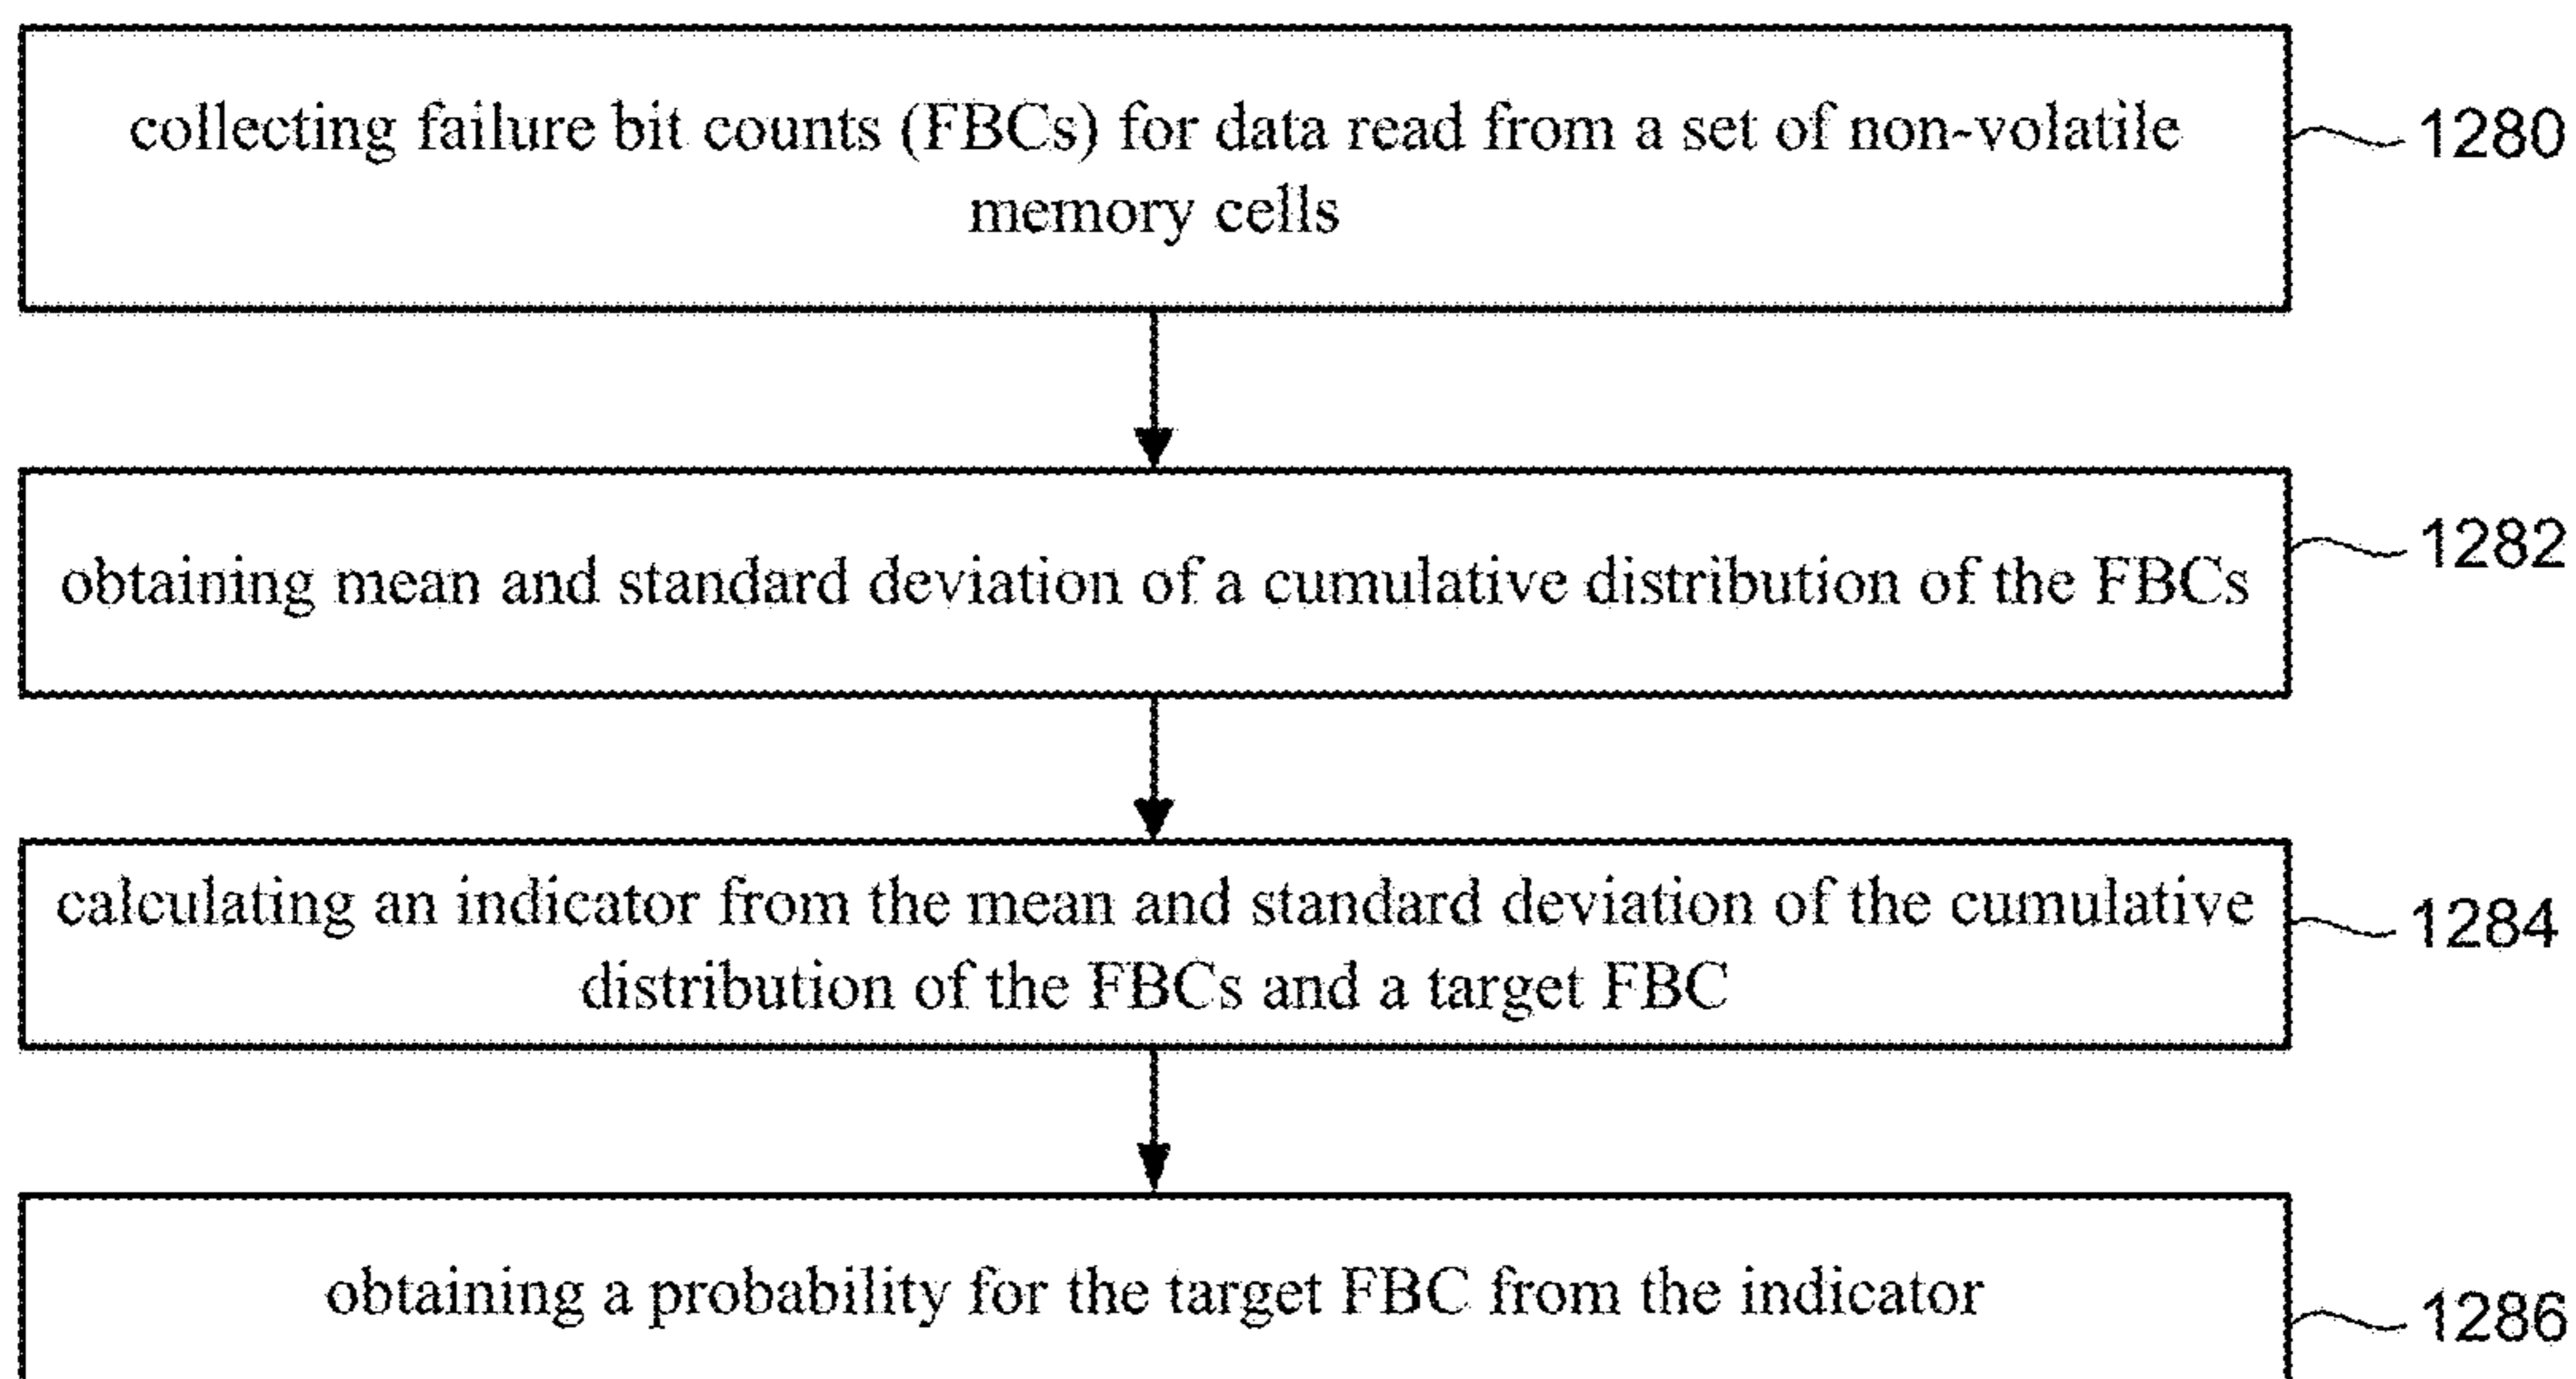 collecting failure bit counts (FBCs) for data read from a set of non-volatile
memory cells
1280
obtaining mean and standard deviation of a cumulative distribution of the FBCs
1282
calculating an indicator from the mean and standard deviation of the cumulative
distribution of the FBCs and a target FBC
1284
obtaining a probability for the target FBC from the indicator
1286